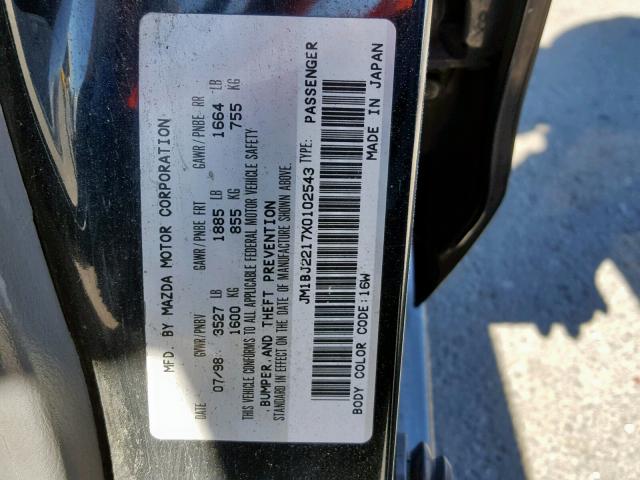 MFD. BY MAZDA MOTOR CORPORATION
DATE GVWR/PNBV GAWR/PNBE FRT GAWR/PNBE RR
07/98 3527 LB 1885 LB 1664 LB
1600 KG 855 KG 755 KG
THIS VEHICLE CONFORMS TO ALL APPLICABLE FEDERAL MOTOR VEHICLE SAFETY
,BUMPER,AND THEFT PREVENTION
STANDARD IN EFFECT ON THE DATE OF MANUFACTURE SHOWN ABOVE.
JM1BJ2217X0102543 TYPE: PASSENGER
BODY COLOR CODE:16W MADE IN JAPAN